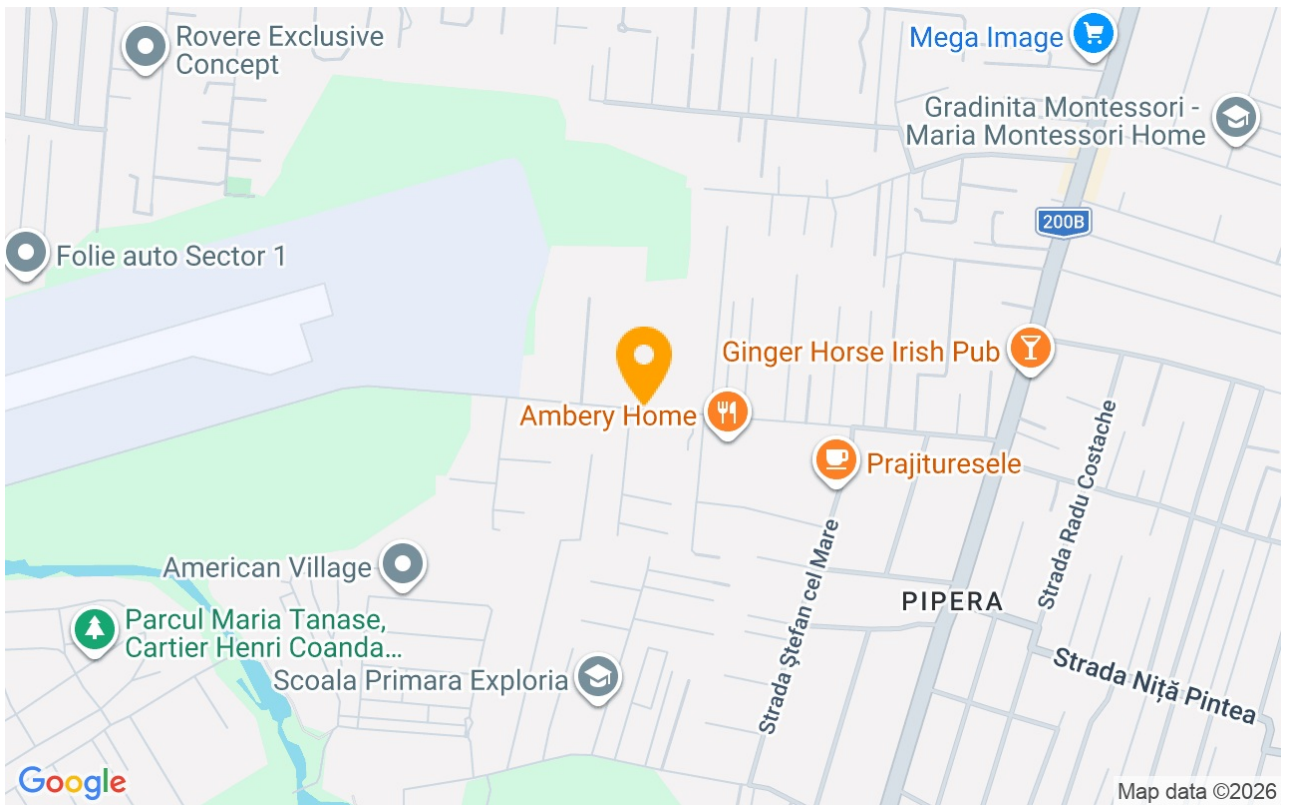 Rovere Exclusive
Concept
Mega Image
Gradinita Montessori -
Maria Montessori Home
200B
Folie auto Sector 1
Ginger Horse Irish Pub
Ambery Home
Prajituresele
Strada Radu Costache
American Village
Strada Ștefan cel Mare
PIPERA
Parcul Maria Tanase,
Cartier Henri Coanda...
Scoala Primara Exploria
Strada Niță Pintea
Google
Map data ©2026